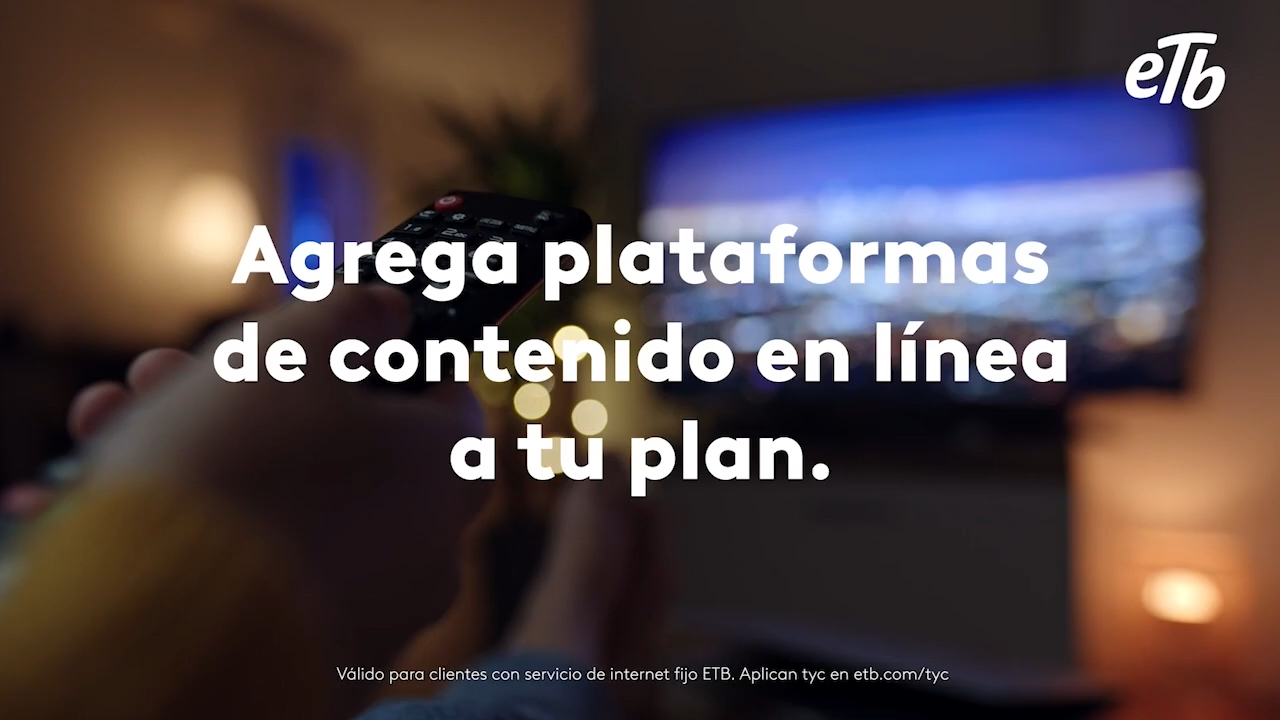 eTb
Agrega plataformas
de contenido en línea
a tu plan.
Válido para clientes con servicio de internet fijo ETB. Aplican tyc en etb.com/tyc